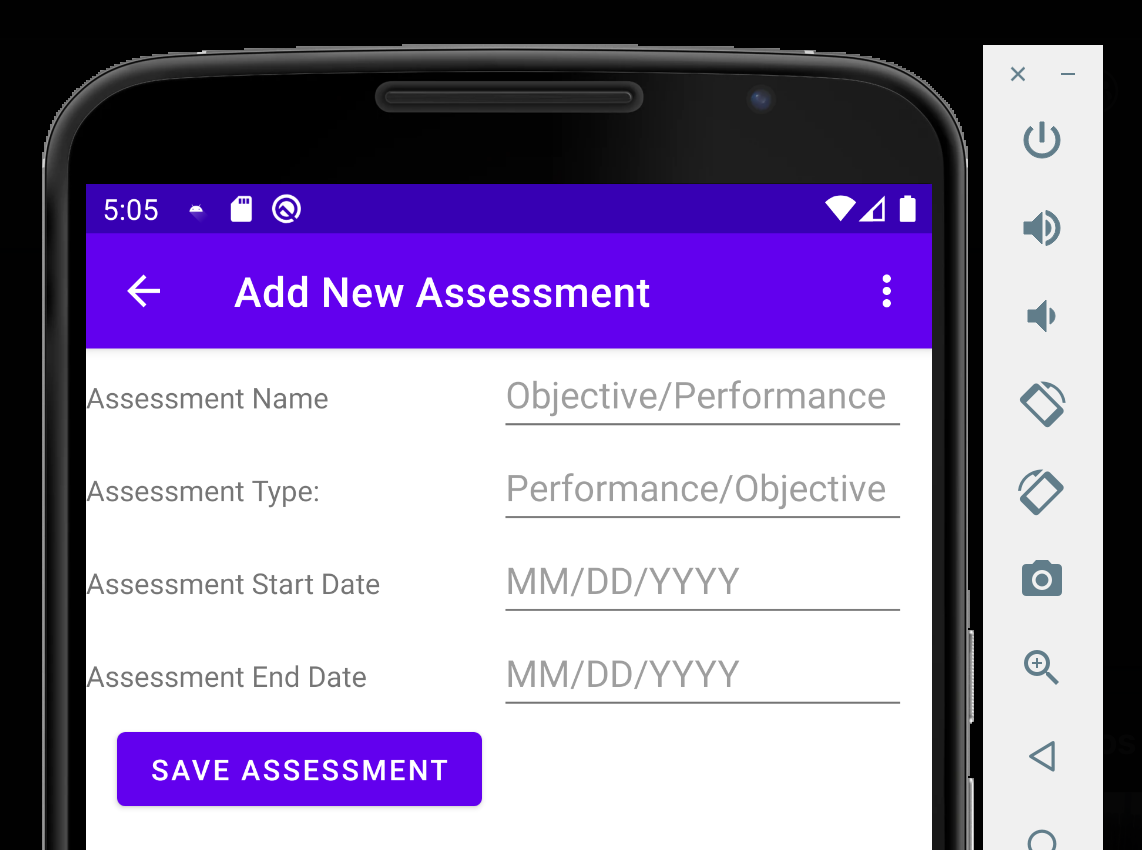 5:05
Add New Assessment
Assessment Name Objective/Performance
Assessment Type: Performance/Objective
Assessment Start Date MM/DD/YYYY
Assessment End Date MM/DD/YYYY
SAVE ASSESSMENT